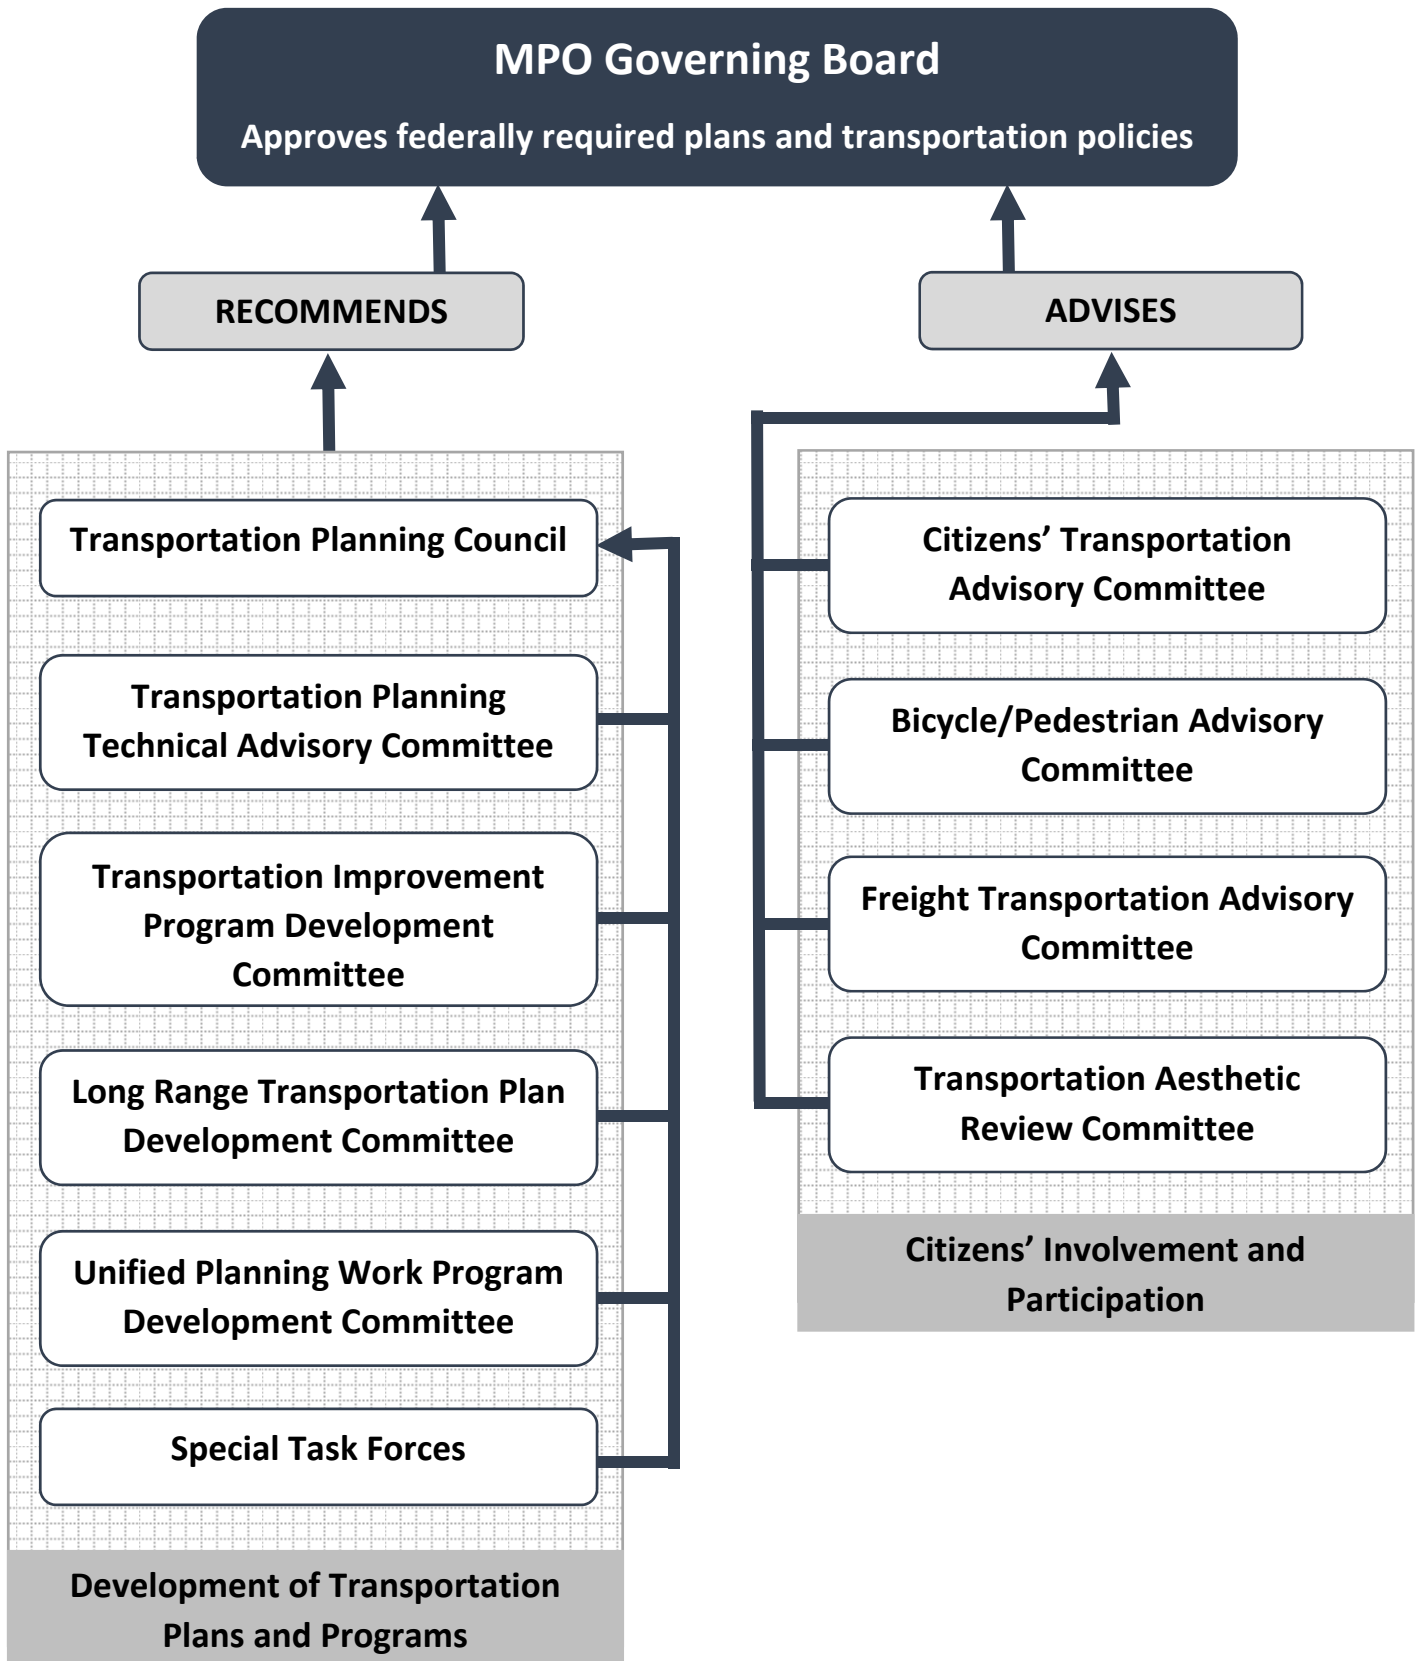 MPO Governing Board
Approves federally required plans and transportation policies
RECOMMENDS
ADVISES
Transportation Planning Council
Transportation Planning
Technical Advisory Committee
Transportation Improvement
Program Development
Committee
Long Range Transportation Plan
Development Committee
Unified Planning Work Program
Development Committee
Special Task Forces
Development of Transportation
Plans and Programs
Citizens’ Transportation
Advisory Committee
Bicycle/Pedestrian Advisory
Committee
Freight Transportation Advisory
Committee
Transportation Aesthetic
Review Committee
Citizens’ Involvement and
Participation